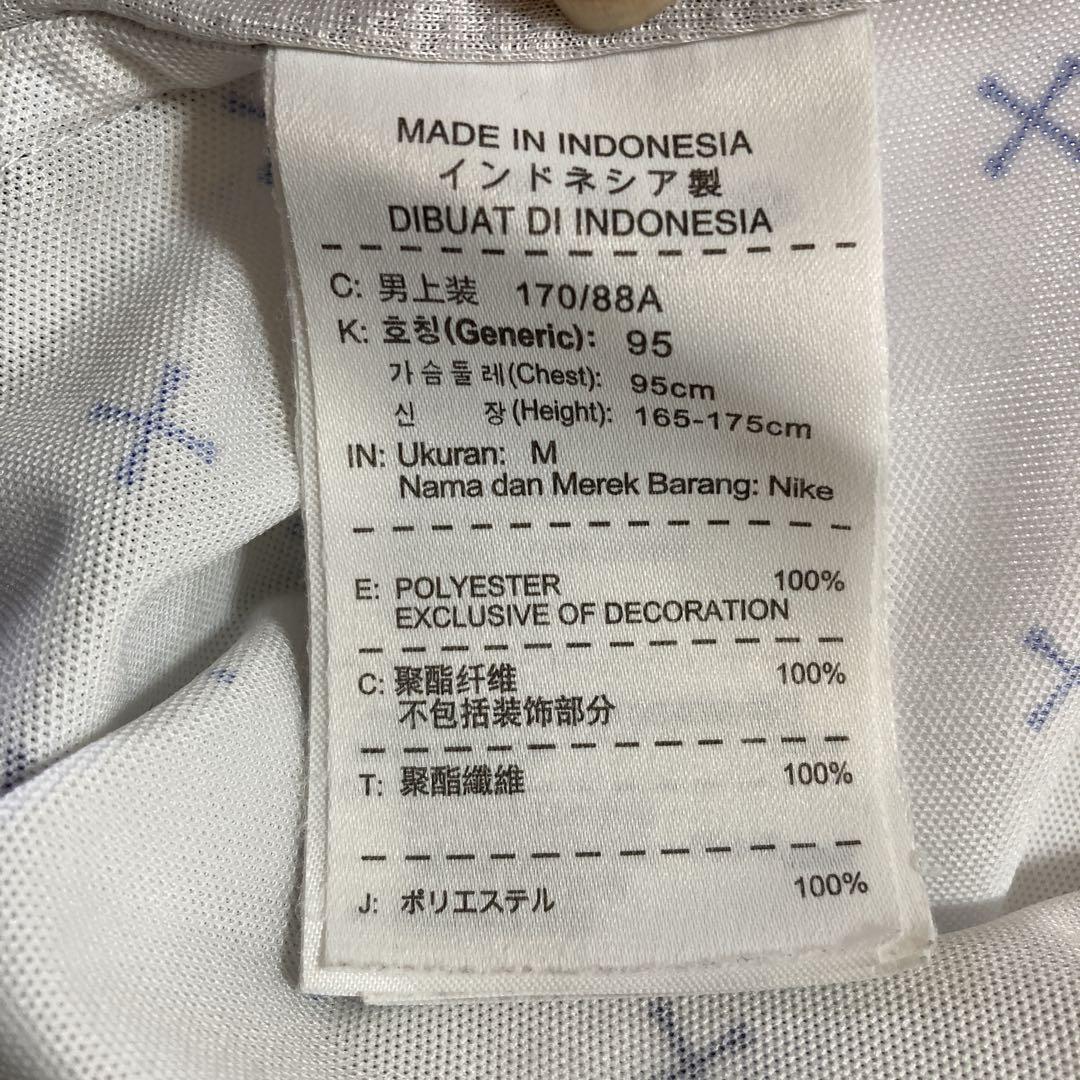 MADE IN INDONESIA
インドネシア製
DIBUAT DI INDONESIA
C: 男上装 170/88A
K: 호칭(Generic): 95
가슴둘레(Chest): 95cm
신 장(Height): 165-175cm
IN: Ukuran: M
Nama dan Merek Barang: Nike
E: POLYESTER 100%
EXCLUSIVE OF DECORATION
C: 聚酯纤维 100%
不包括装饰部分
T: 聚酯纖維 100%
J: ポリエステル 100%